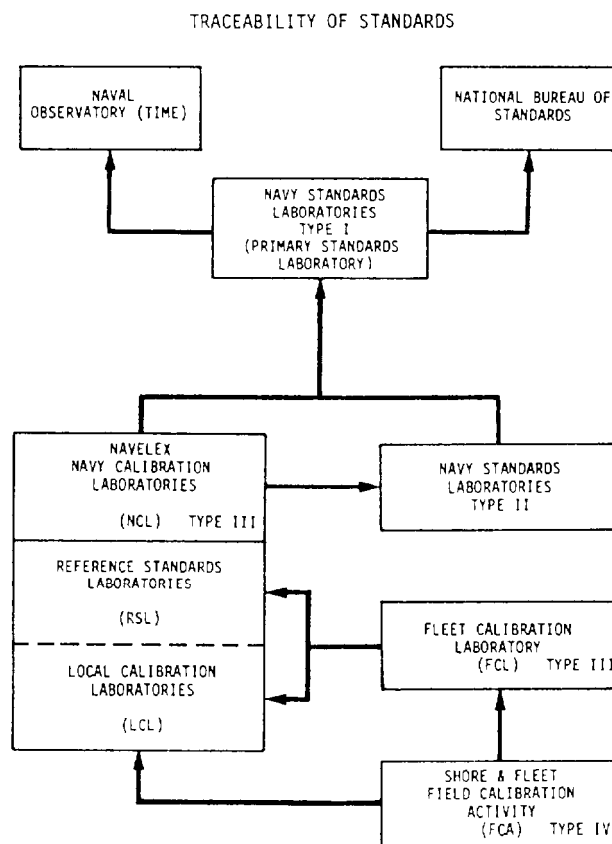 TRACEABILITY OF STANDARDS
NAVAL
OBSERVATORY (TIME)
NATIONAL BUREAU OF
STANDARDS
NAVY STANDARDS
LABORATORIES
TYPE I
(PRIMARY STANDARDS
LABORATORY)
NAVELEX
NAVY CALIBRATION
LABORATORIES
(NCL) TYPE III
NAVY STANDARDS
LABORATORIES
TYPE II
REFERENCE STANDARDS
LABORATORIES
(RSL)
FLEET CALIBRATION
LABORATORY
(FCL) TYPE III
LOCAL CALIBRATION
LABORATORIES
(LCL)
SHORE & FLEET
FIELD CALIBRATION
ACTIVITY
(FCA) TYPE IV